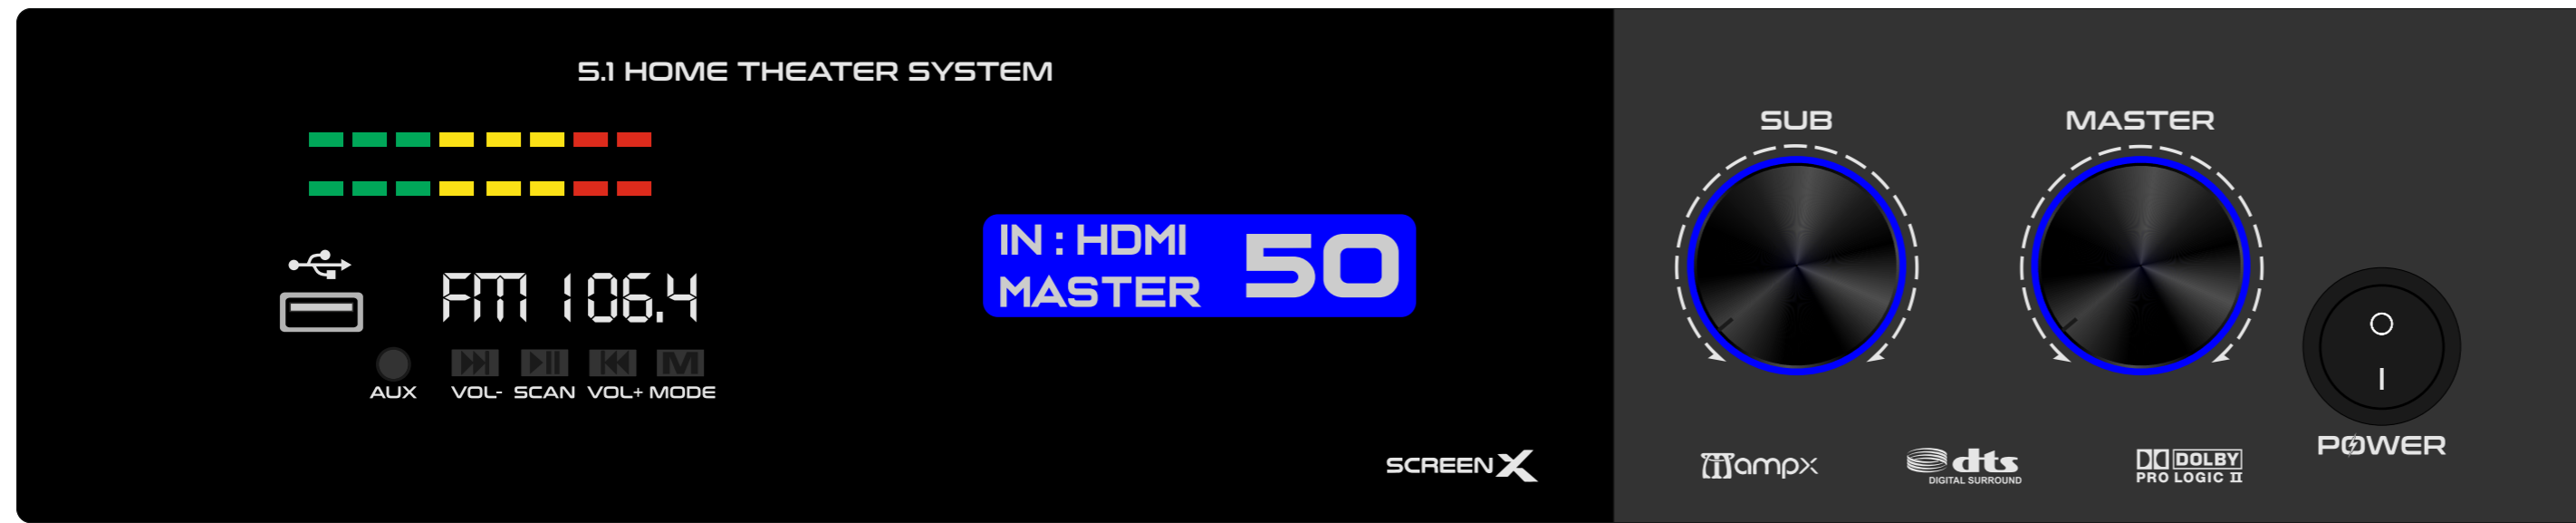 5.1 HOME THEATER SYSTEM
SUB
MASTER
IN : HDMI
MASTER
50
FM 106.4
M
AUX
VOL-
SCAN
VOL+
MODE
O
I
POWER
SCREENX
ampx
dts
DIGITAL SURROUND
DOLBY
PRO LOGIC II